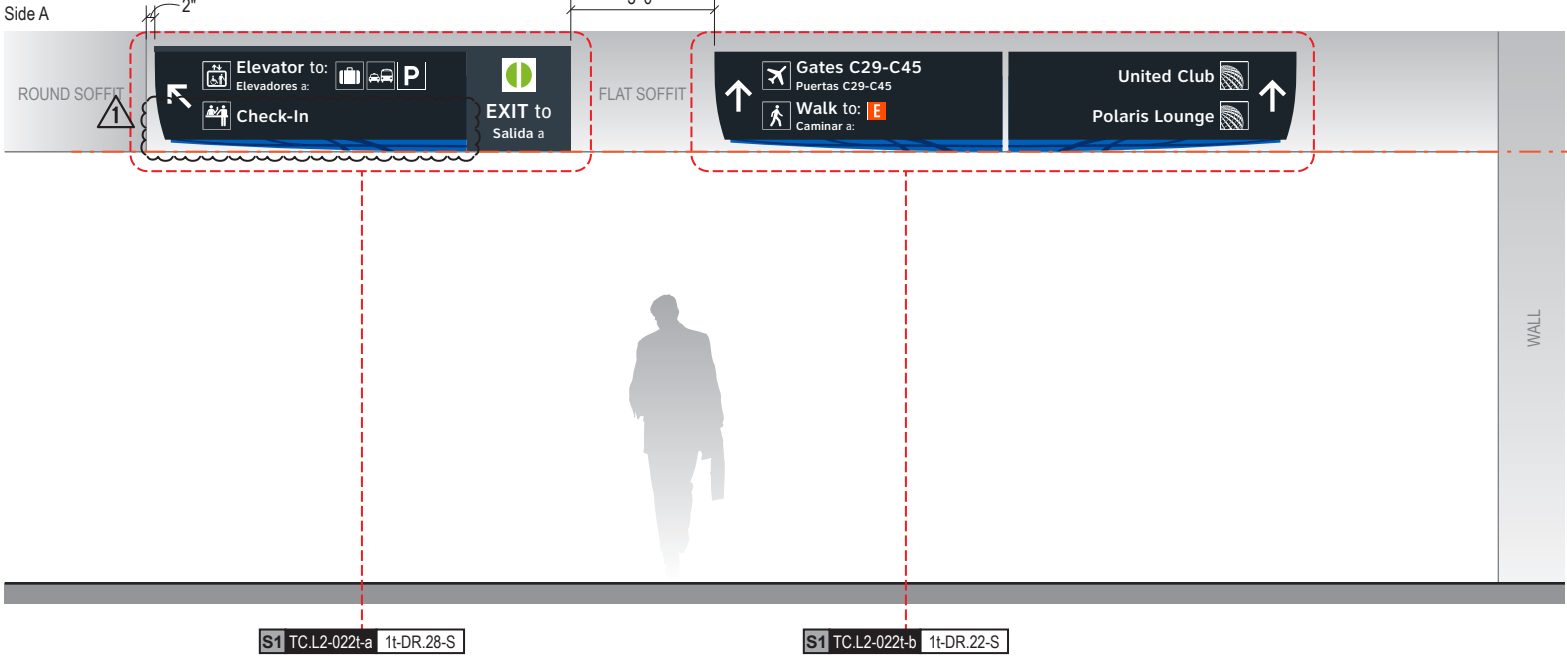 Side A
2"
ROUND SOFFIT
1
Elevator to:
Elevadores a:
P
Check-In
EXIT to
Salida a
FLAT SOFFIT
Gates C29-C45
Puertas C29-C45
Walk to: E
Caminar a:
United Club
Polaris Lounge
WALL
S1 TC.L2-022t-a 1t-DR.28-S
S1 TC.L2-022t-b 1t-DR.22-S